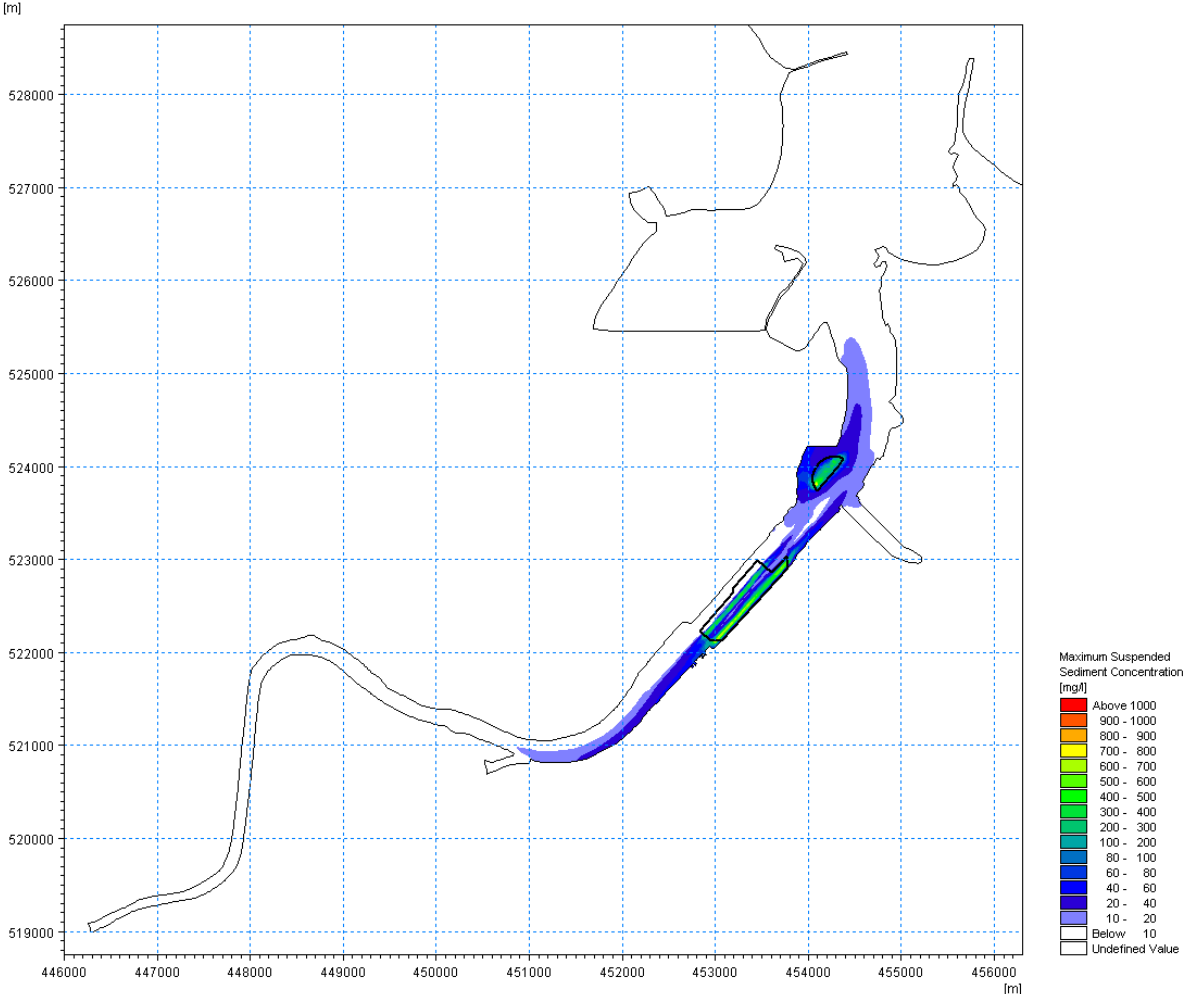 [m]
528000
527000
526000
525000
524000
523000
522000
521000
520000
519000
446000 447000 448000 449000 450000 451000 452000 453000 454000 455000 456000
[m]
Maximum Suspended
Sediment Concentration
[mg/l]
Above 1000
900 - 1000
800 - 900
700 - 800
600 - 700
500 - 600
400 - 500
300 - 400
200 - 300
100 - 200
80 - 100
60 - 80
40 - 60
20 - 40
10 - 20
Below 10
Undefined Value